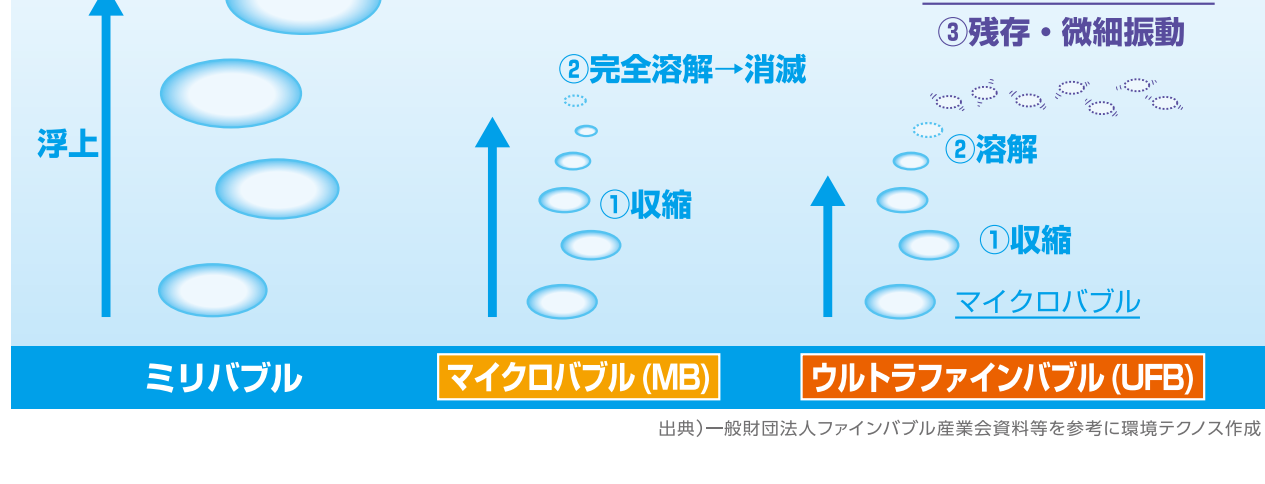 ③残存・微細振動
②完全溶解→消滅
浮上
②溶解
①収縮
①収縮
マイクロバブル
ミリバブル
マイクロバブル(MB)
ウルトラファインバブル(UFB)
出典)一般財団法人ファインバブル産業会資料等を参考に環境テクノス作成